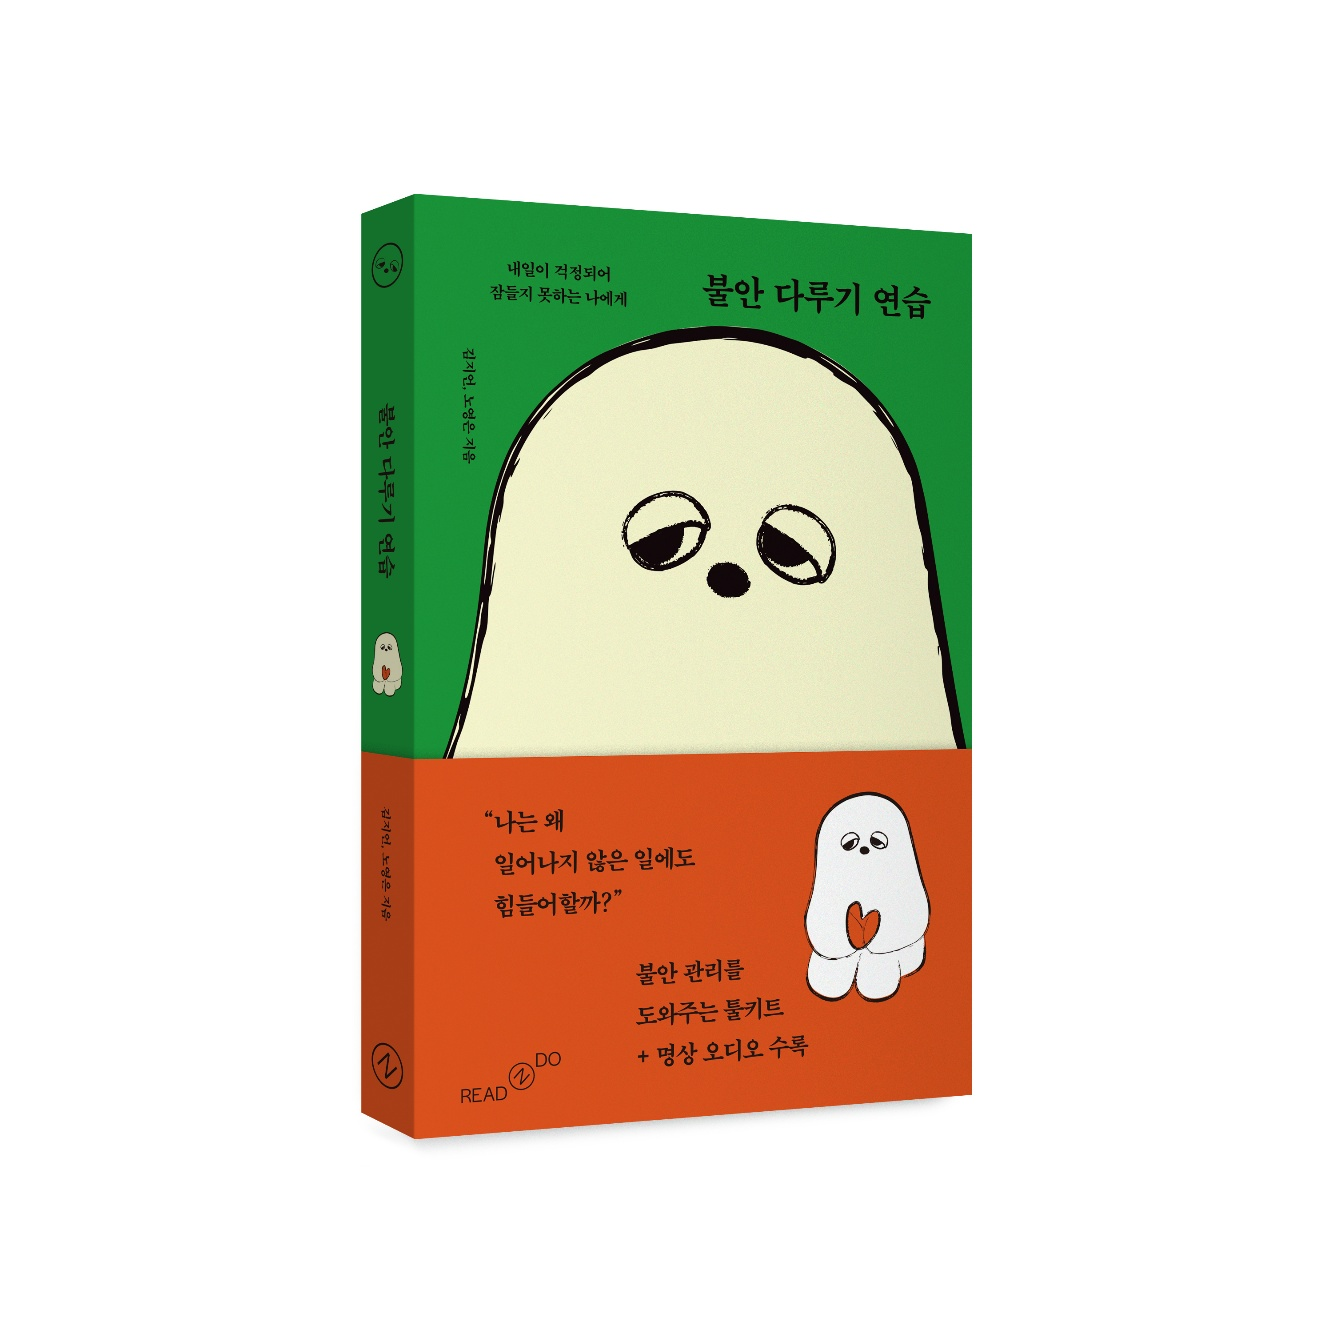 내일이 걱정되어
잠들지 못하는 나에게
불안 다루기 연습
김지언, 노영은 지음
불안 다루기 연습
김지언, 노영은 지음
“나는 왜
일어나지 않은 일에도
힘들어할까?”
불안 관리를
도와주는 툴키트
+ 명상 오디오 수록
READ N DO
N